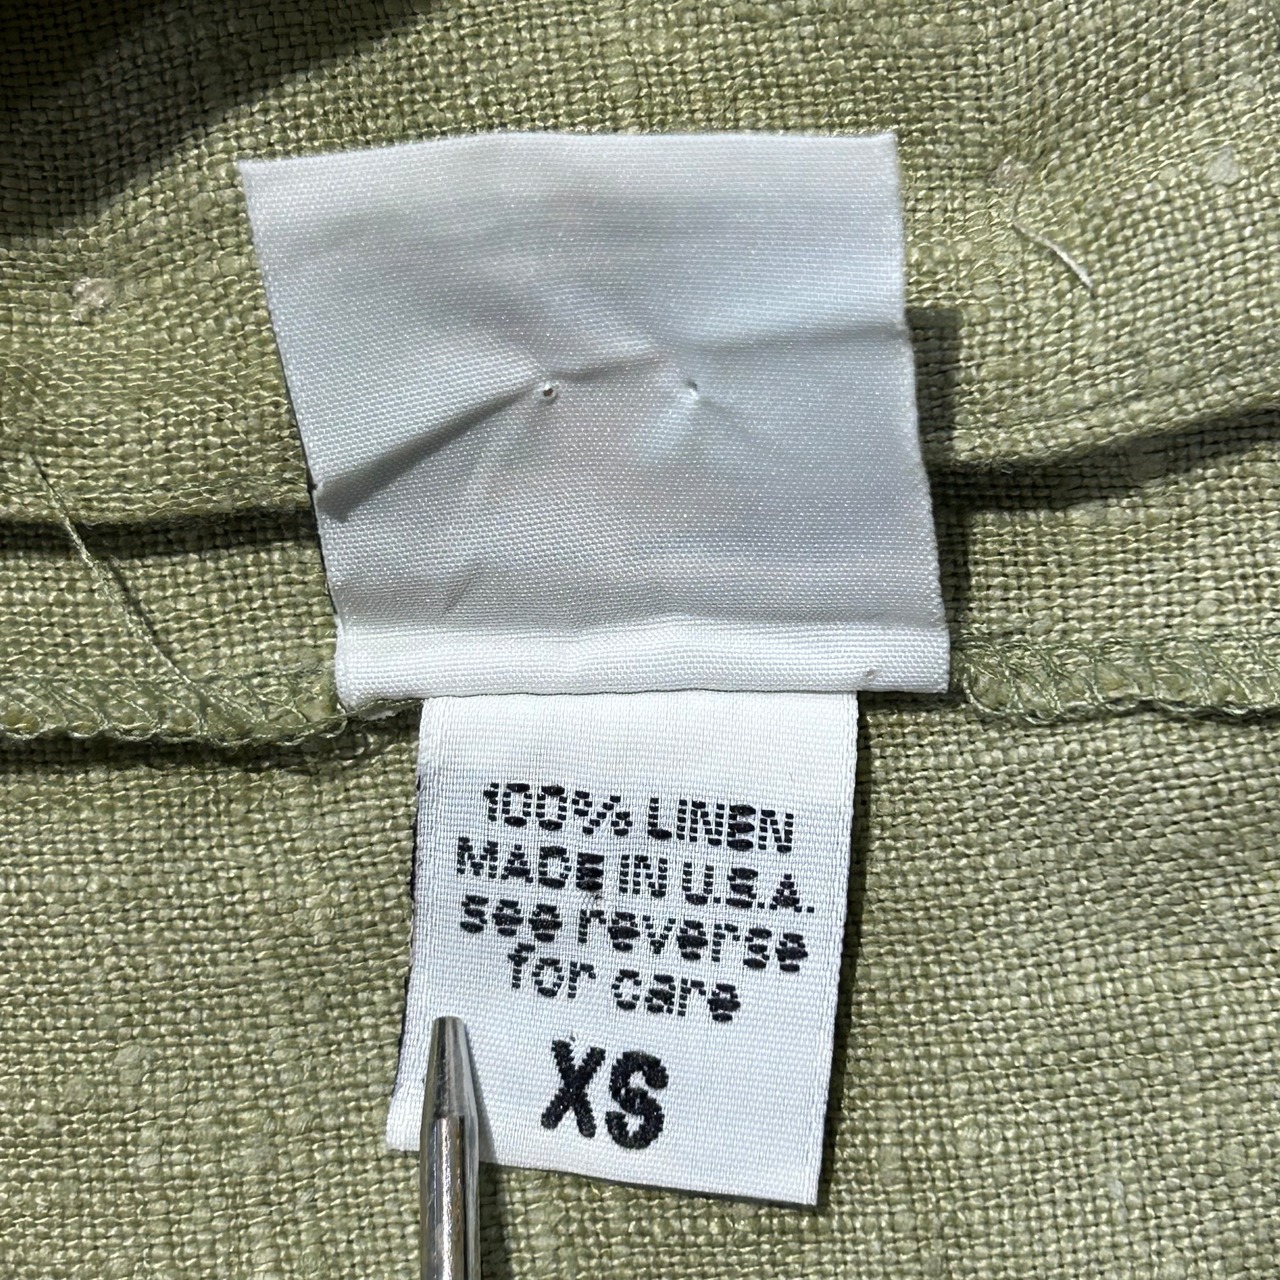 100% LINEN
MADE IN U.S.A.
see reverse
for care
XS